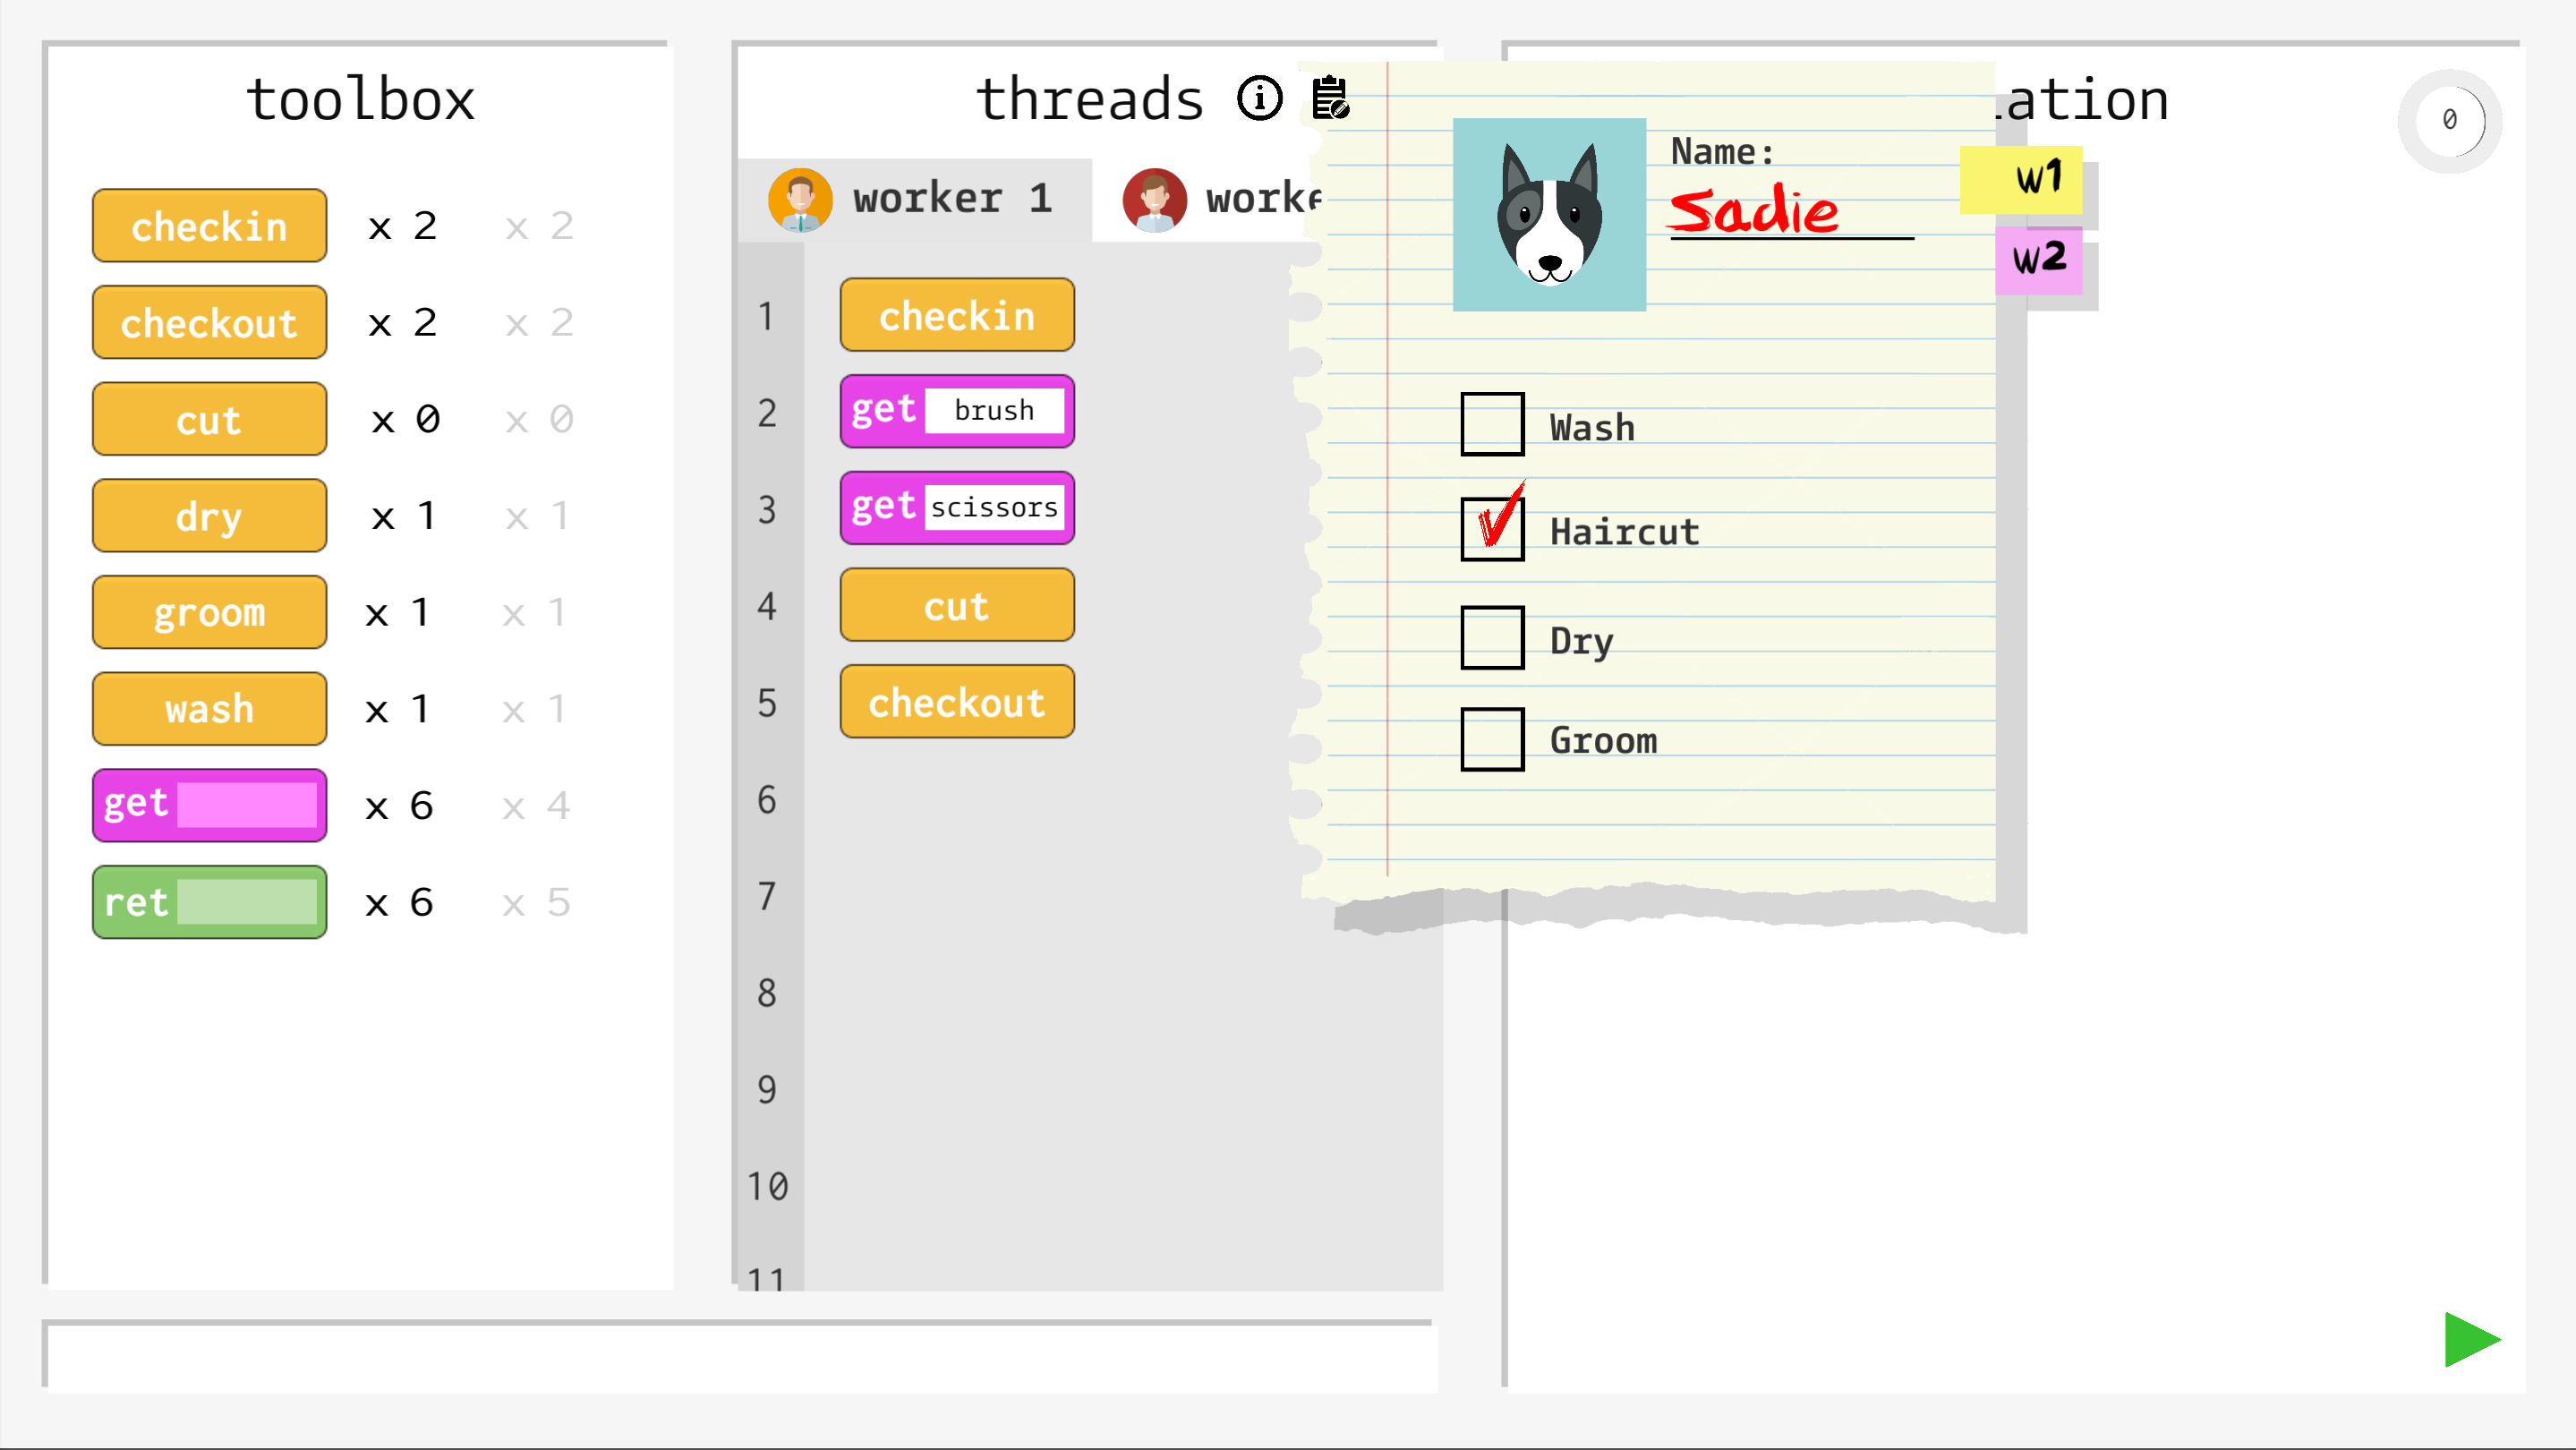 toolbox
checkin x 2 x 2
checkout x 2 x 2
cut x 0 x 0
dry x 1 x 1
groom x 1 x 1
wash x 1 x 1
get x 6 x 4
ret x 6 x 5
threads
worker 1
worke
1 checkin
2 get brush
3 get scissors
4 cut
5 checkout
6
7
8
9
10
11
Name:
Sadie
Wash
Haircut
Dry
Groom
w1
w2
ation
0